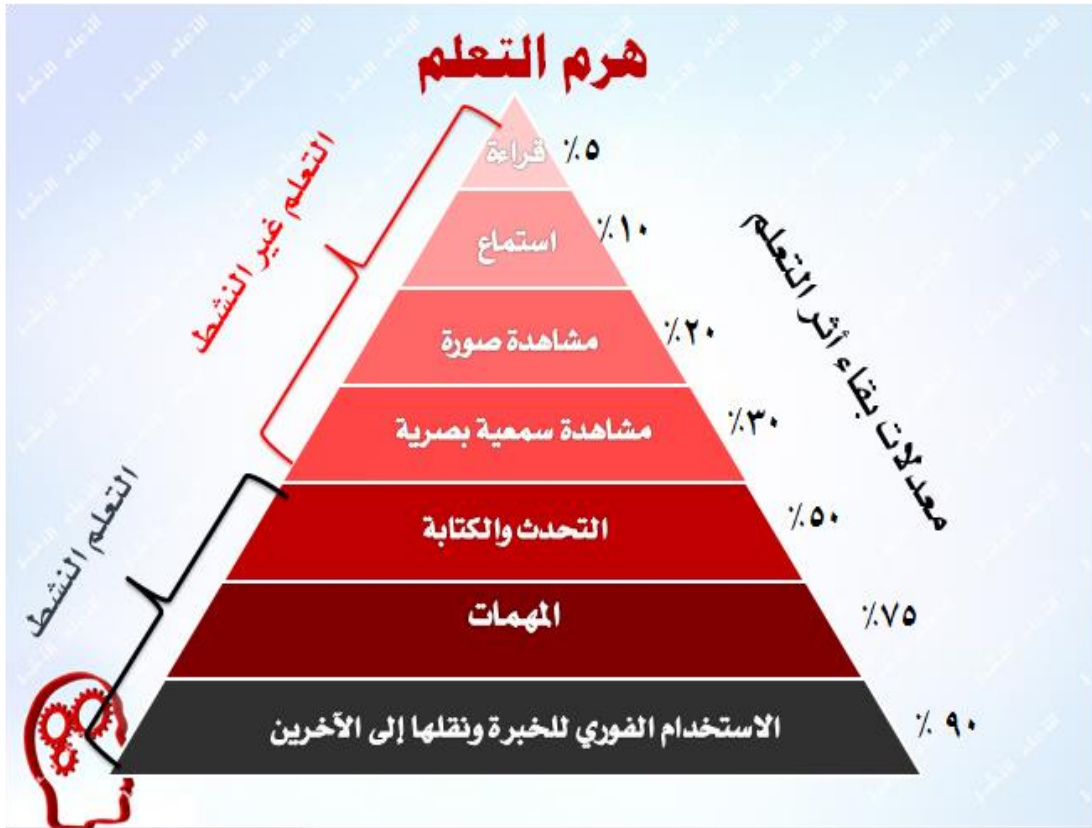 هرم التعلم
قراءة ٥٪
استماع ١٠٪
مشاهدة صورة ٢٠٪
مشاهدة سمعية بصرية ٣٠٪
التحدث والكتابة ٥٠٪
المهمات ٧٥٪
الاستخدام الفوري للخبرة ونقلها إلى الآخرين ٩٠٪
معدلات بقاء أثر التعلم
التعلم غير النشط
التعلم النشط